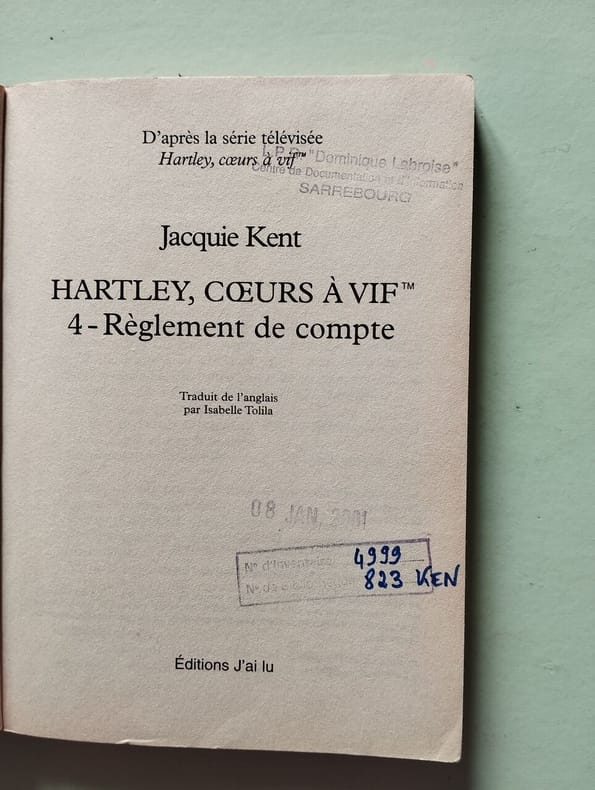 D'après la série télévisée
Hartley, cœurs à vif™
"Dominique Labroise"
Centre de Documentation et d'Information
SARREBOURG
Jacquie Kent
HARTLEY, CŒURS À VIF™
4-Règlement de compte
Traduit de l'anglais
par Isabelle Tolila
08 JAN. 2001
N° d'Inventaire 4999
N° 823 KEN
Éditions J'ai lu